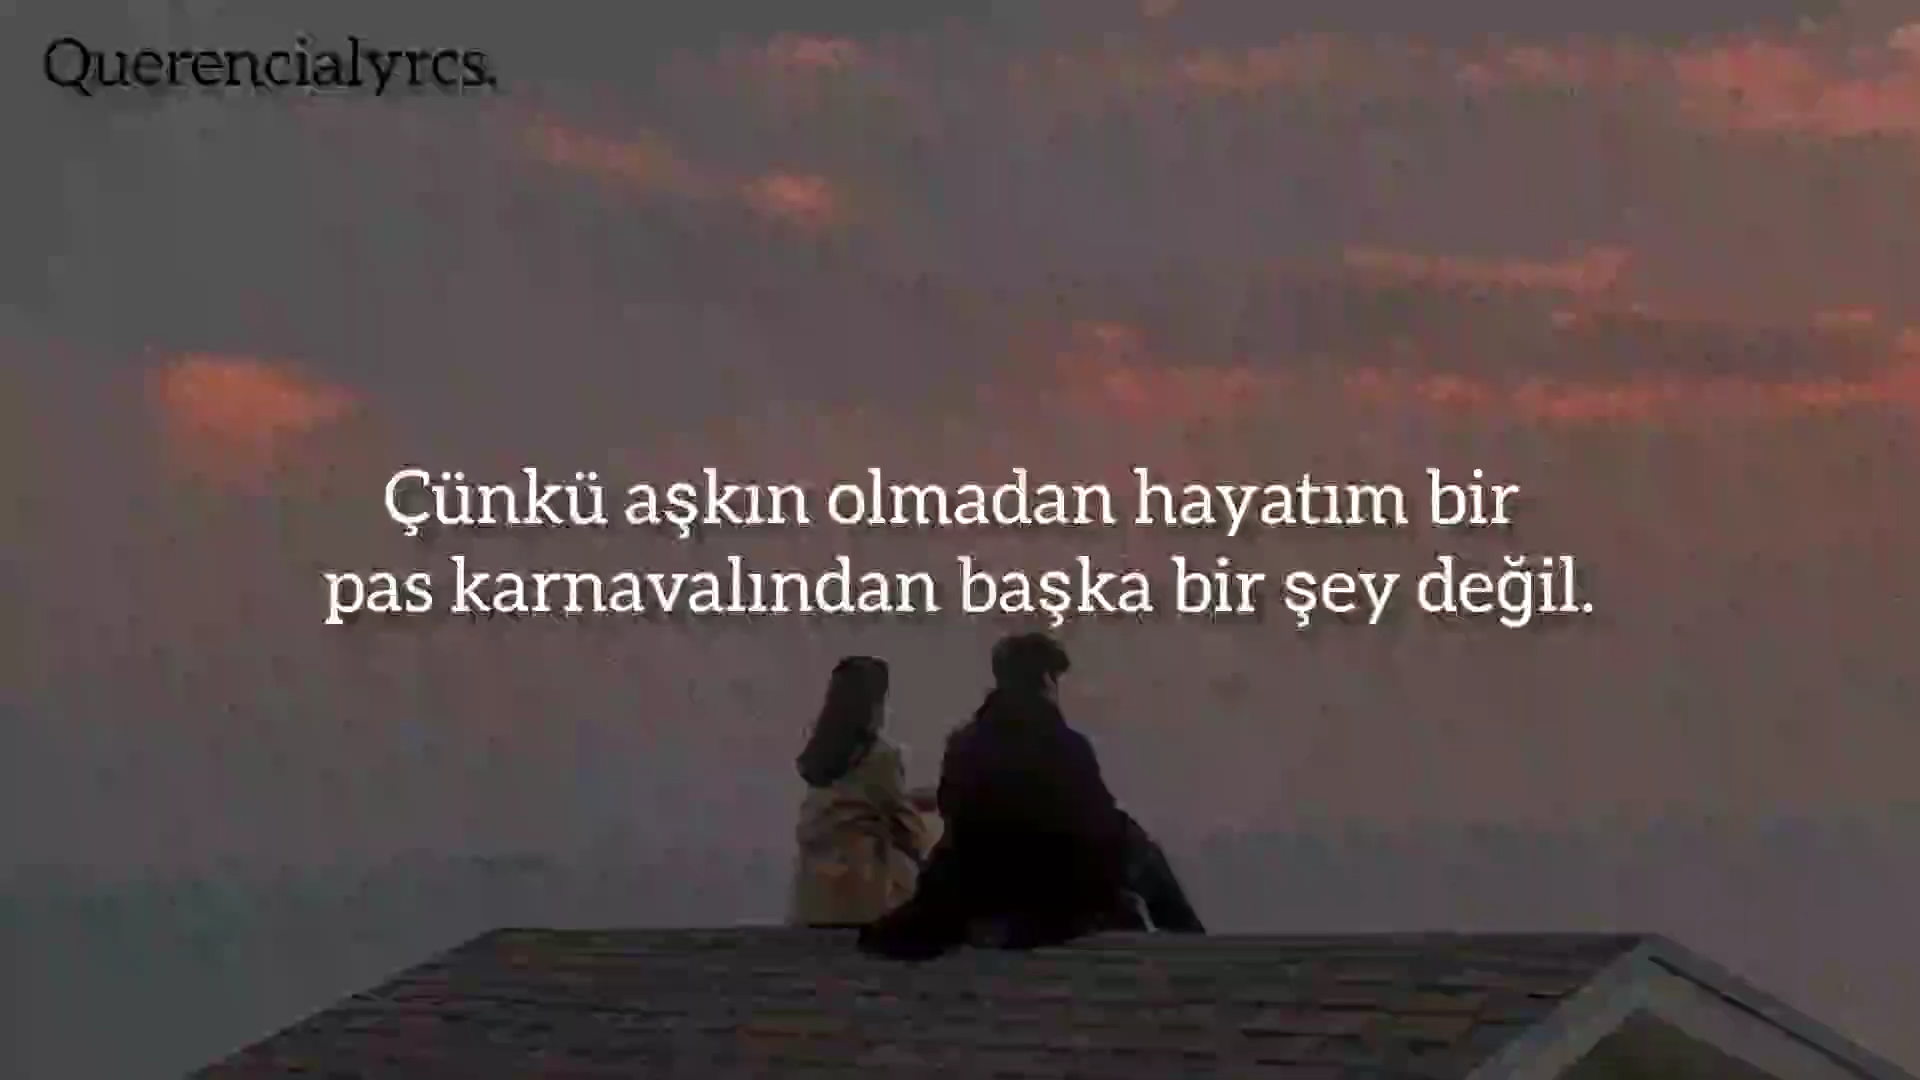 Querencialyrcs.
Çünkü aşkın olmadan hayatım bir
pas karnavalından başka bir şey değil.